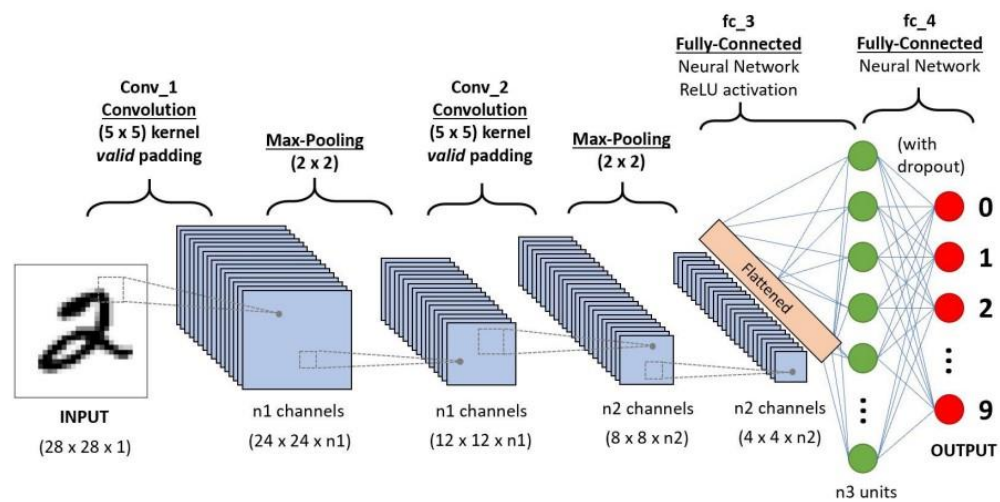 Conv_1
Convolution
(5 x 5) kernel
valid padding
Max-Pooling
(2 x 2)
Conv_2
Convolution
(5 x 5) kernel
valid padding
Max-Pooling
(2 x 2)
fc_3
Fully-Connected
Neural Network
ReLU activation
fc_4
Fully-Connected
Neural Network
(with
dropout)
Flattened
0
1
2
...
9
OUTPUT
...
n3 units
2
INPUT
(28 x 28 x 1)
n1 channels
(24 x 24 x n1)
n1 channels
(12 x 12 x n1)
n2 channels
(8 x 8 x n2)
n2 channels
(4 x 4 x n2)